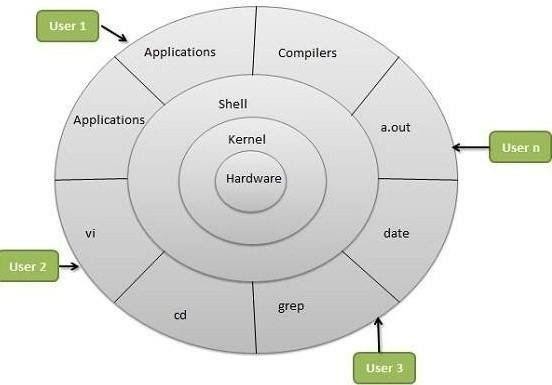 User 1
Applications
Compilers
Shell
Applications
a.out
Kernel
User n
Hardware
vi
date
User 2
cd
grep
User 3